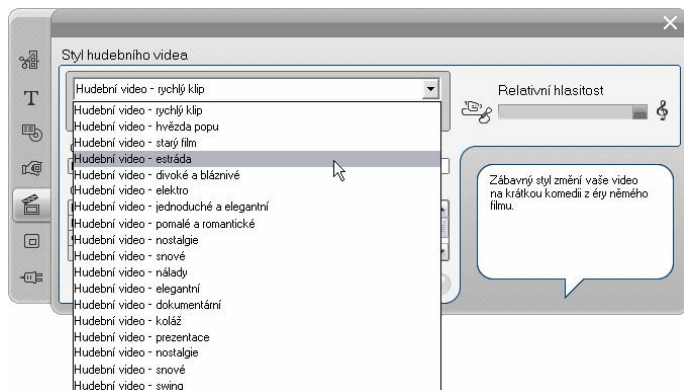 Styl hudebního videa
Hudební video - rychlý klip
Relativní hlasitost
Hudební video - rychlý klip
Hudební video - hvězda popu
Hudební video - starý film
Hudební video - estráda
Hudební video - divoké a bláznivé
Hudební video - elektro
Hudební video - jednoduché a elegantní
Hudební video - pomalé a romantické
Hudební video - nostalgie
Hudební video - snové
Hudební video - nálady
Hudební video - elegantní
Hudební video - dokumentární
Hudební video - koláž
Hudební video - prezentace
Hudební video - nostalgie
Hudební video - snové
Hudební video - swing
Zábavný styl změní vaše video
na krátkou komedii z éry němého
filmu.
T